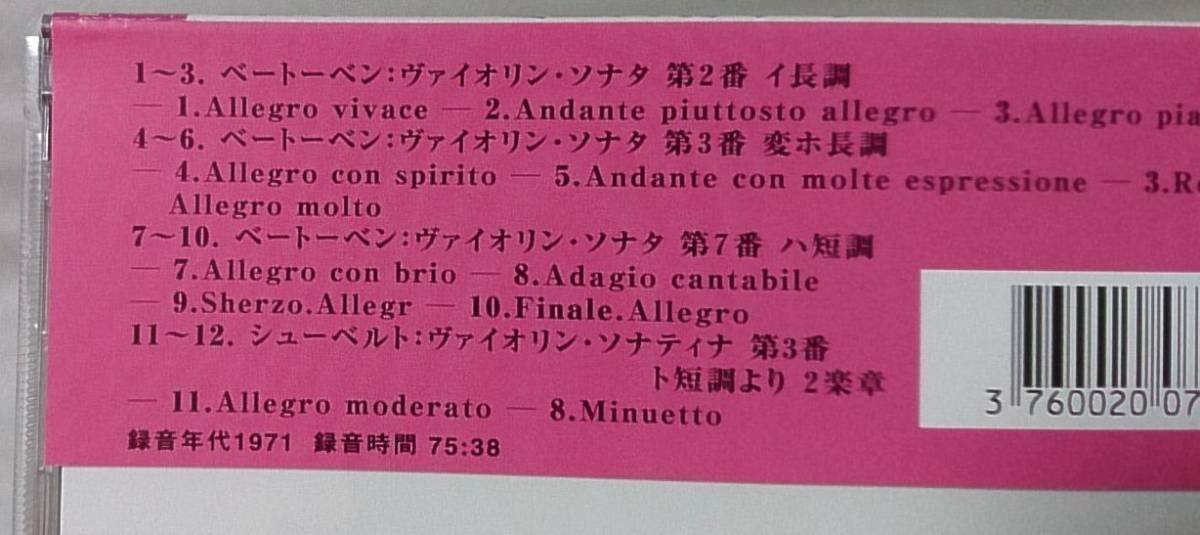 1～3. ベートーベン:ヴァイオリン・ソナタ 第2番 イ長調
— 1.Allegro vivace — 2.Andante piuttosto allegro — 3.Allegro pia
4～6. ベートーベン:ヴァイオリン・ソナタ 第3番 変ホ長調
— 4.Allegro con spirito — 5.Andante con molte espressione — 3.R
Allegro molto
7～10. ベートーベン:ヴァイオリン・ソナタ 第7番 ハ短調
— 7.Allegro con brio — 8.Adagio cantabile
— 9.Sherzo.Allegr — 10.Finale.Allegro
11～12. シューベルト:ヴァイオリン・ソナティナ 第3番
ト短調より 2楽章
— 11.Allegro moderato — 8.Minuetto
録音年代1971 録音時間 75:38
3 760020 07